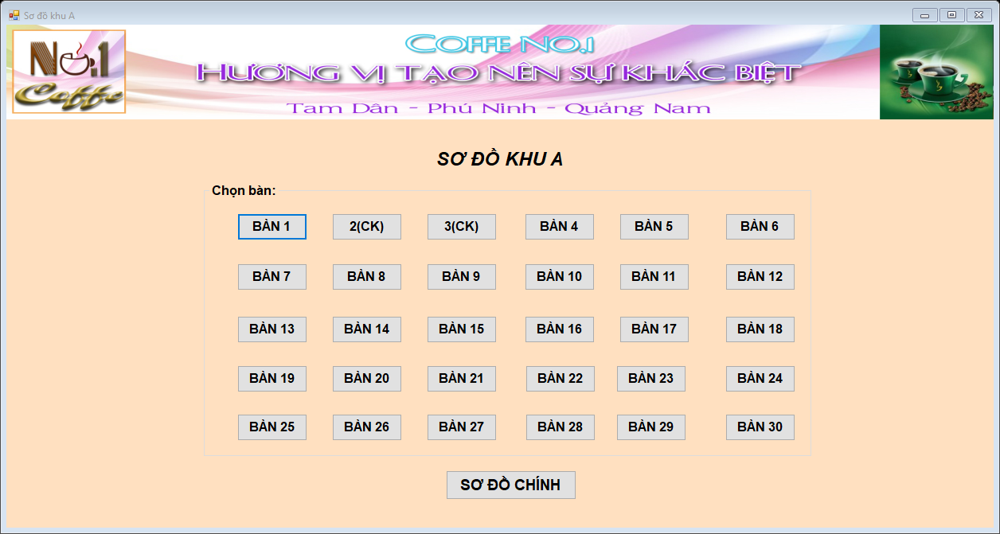 Sơ đồ khu A
No.1
Coffe
COFFE NO.1
HƯƠNG VỊ TẠO NÊN SỰ KHÁC BIỆT
Tam Dân - Phú Ninh - Quảng Nam
SƠ ĐỒ KHU A
Chọn bàn:
BÀN 1 2(CK) 3(CK) BÀN 4 BÀN 5 BÀN 6
BÀN 7 BÀN 8 BÀN 9 BÀN 10 BÀN 11 BÀN 12
BÀN 13 BÀN 14 BÀN 15 BÀN 16 BÀN 17 BÀN 18
BÀN 19 BÀN 20 BÀN 21 BÀN 22 BÀN 23 BÀN 24
BÀN 25 BÀN 26 BÀN 27 BÀN 28 BÀN 29 BÀN 30
SƠ ĐỒ CHÍNH